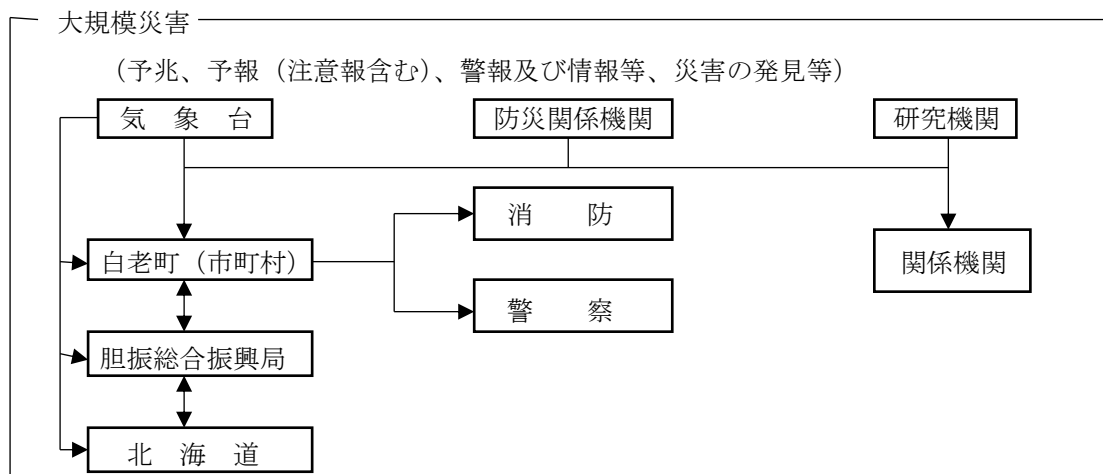 大規模災害
（予兆、予報（注意報含む）、警報及び情報等、災害の発見等）
気 象 台
防災関係機関
研究機関
消 防
白老町（市町村）
関係機関
警 察
胆振総合振興局
北 海 道